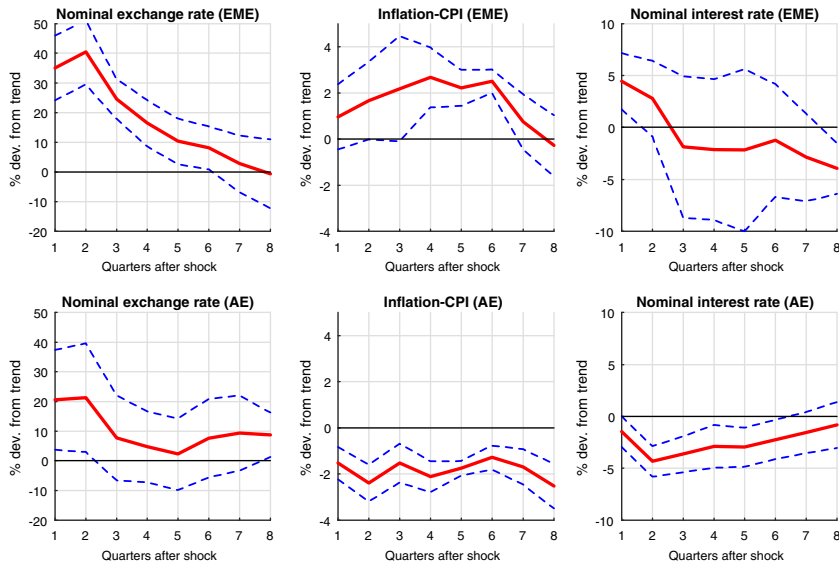 Nominal exchange rate (EME)
% dev. from trend
50
40
30
20
10
0
-10
-20
1 2 3 4 5 6 7 8
Quarters after shock
Inflation-CPI (EME)
% dev. from trend
4
2
0
-2
-4
1 2 3 4 5 6 7 8
Quarters after shock
Nominal interest rate (EME)
% dev. from trend
10
5
0
-5
-10
1 2 3 4 5 6 7 8
Quarters after shock
Nominal exchange rate (AE)
% dev. from trend
50
40
30
20
10
0
-10
-20
1 2 3 4 5 6 7 8
Quarters after shock
Inflation-CPI (AE)
% dev. from trend
4
2
0
-2
-4
1 2 3 4 5 6 7 8
Quarters after shock
Nominal interest rate (AE)
% dev. from trend
10
5
0
-5
-10
1 2 3 4 5 6 7 8
Quarters after shock